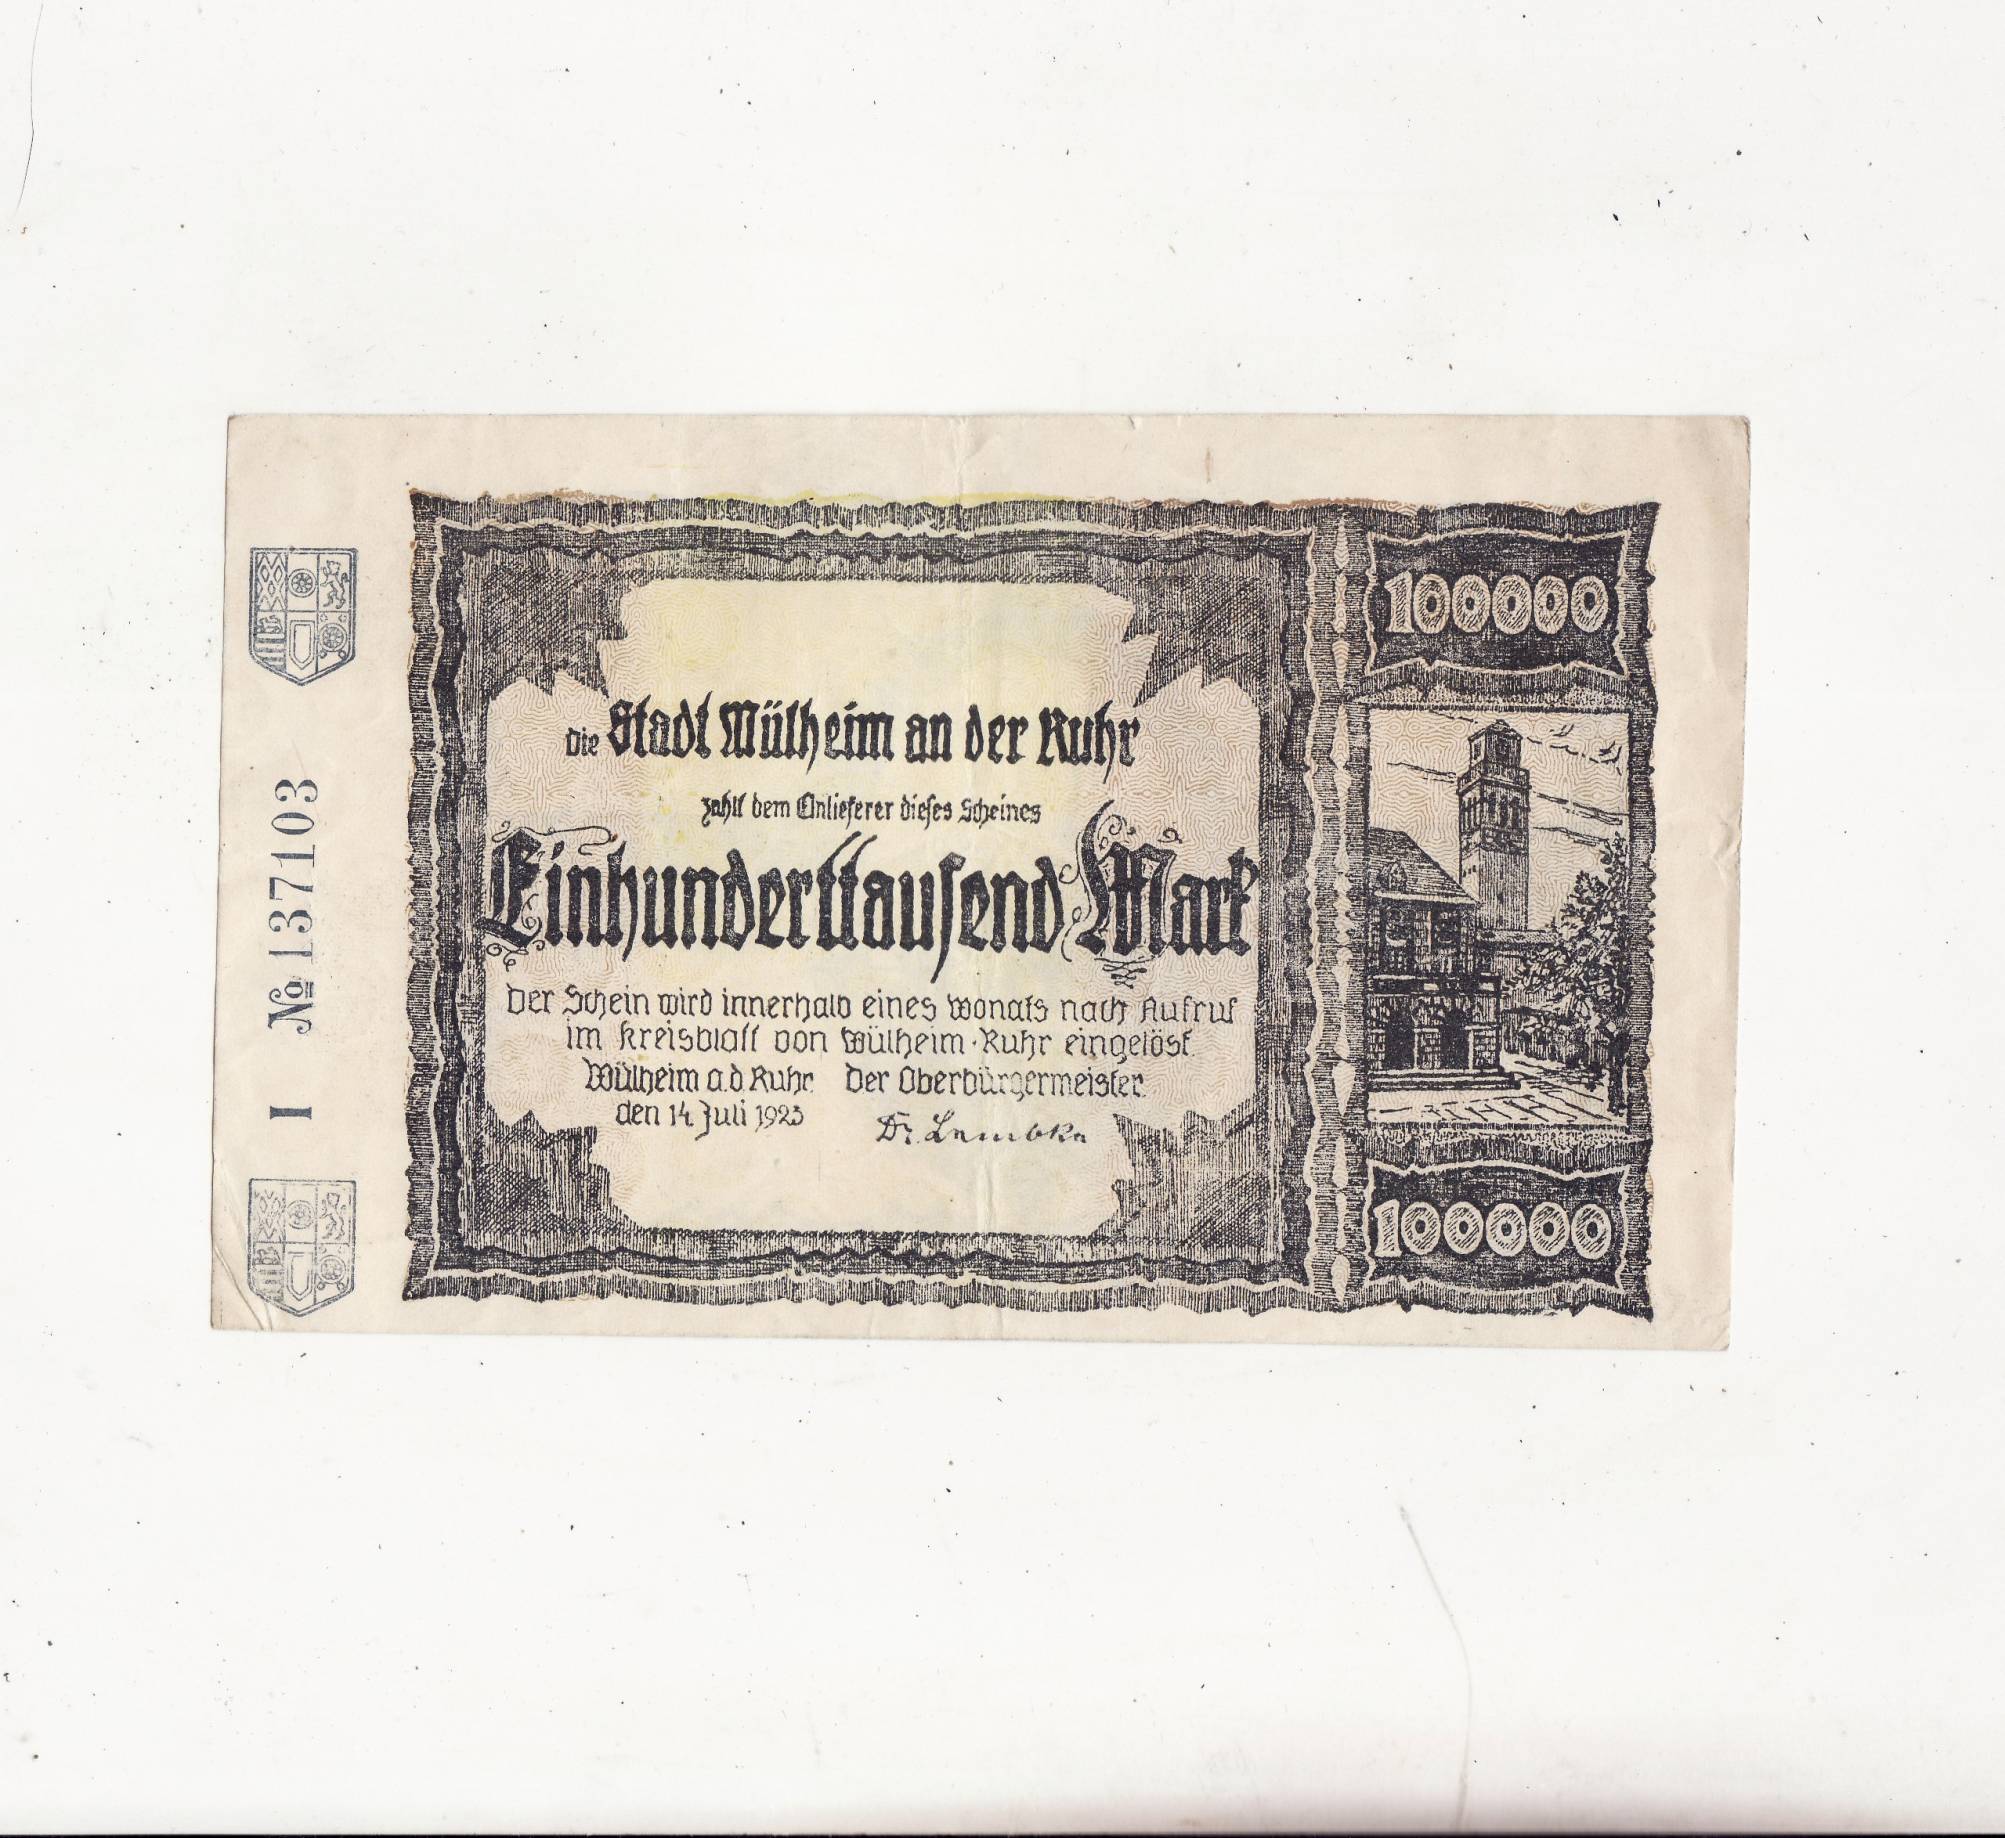 I № 137103
Die Stadt Mülheim an der Ruhr
zahlt dem Einlieferer dieses Scheines
Einhunderttausend Mark
Der Schein wird innerhalb eines Monats nach Aufruf
im Kreisblatt von Mülheim-Ruhr eingelöst.
Mülheim a.d. Ruhr. Der Oberbürgermeister.
den 14. Juli 1923 Dr. Lembke
100000
100000